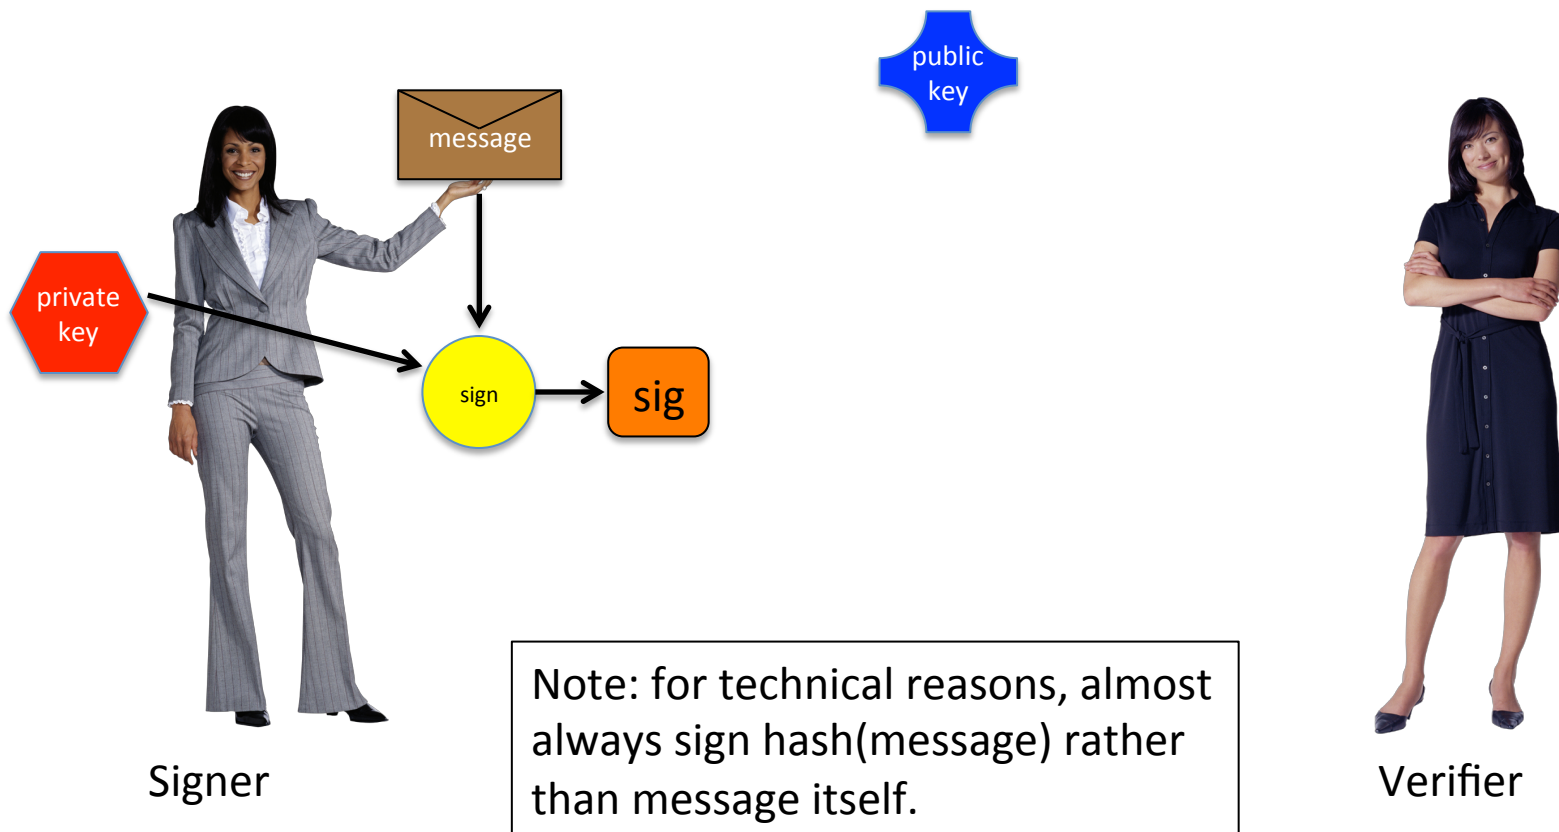 public
key
message
private
key
sign
sig
Note: for technical reasons, almost
always sign hash(message) rather
than message itself.
Signer
Verifier